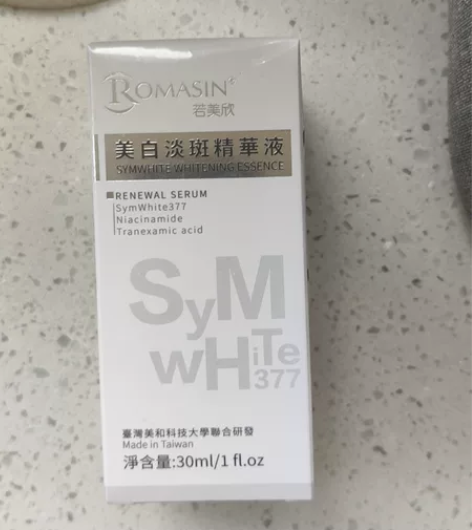 ROMASIN+
若美欣
美白淡斑精華液
SYMWHITE WHITENING ESSENCE
RENEWAL SERUM
SymWhite377
Niacinamide
Tranexamic acid
SyM
wHiTe
377
臺灣美和科技大學聯合研發
Made in Taiwan
淨含量:30ml/1 fl.oz